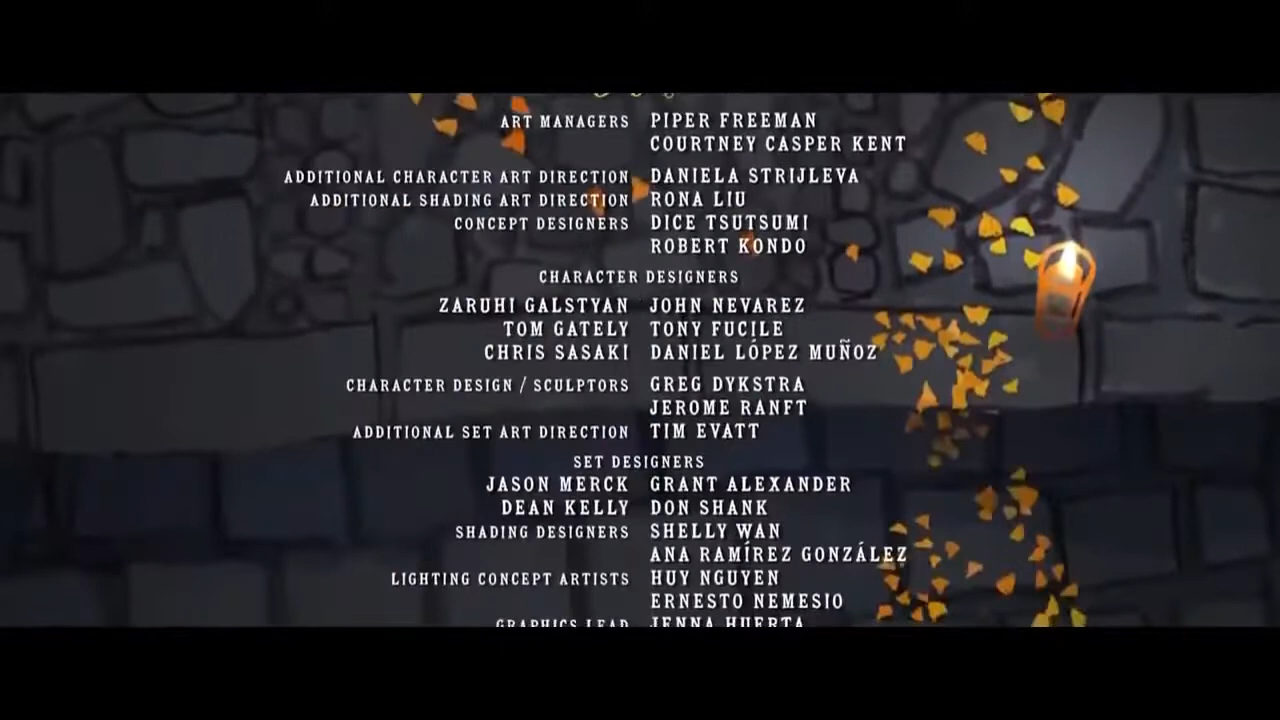 ART MANAGERS PIPER FREEMAN
COURTNEY CASPER KENT
ADDITIONAL CHARACTER ART DIRECTION DANIELA STRIJLEVA
ADDITIONAL SHADING ART DIRECTION RONA LIU
CONCEPT DESIGNERS DICE TSUTSUMI
ROBERT KONDO
CHARACTER DESIGNERS
ZARUHI GALSTYAN JOHN NEVAREZ
TOM GATELY TONY FUCILE
CHRIS SASAKI DANIEL LÓPEZ MUÑOZ
CHARACTER DESIGN / SCULPTORS GREG DYKSTRA
JEROME RANFT
ADDITIONAL SET ART DIRECTION TIM EVATT
SET DESIGNERS
JASON MERCK GRANT ALEXANDER
DEAN KELLY DON SHANK
SHADING DESIGNERS SHELLY WAN
ANA RAMÍREZ GONZÁLEZ
LIGHTING CONCEPT ARTISTS HUY NGUYEN
ERNESTO NEMESIO
GRAPHICS LEAD JENNA HUERTA